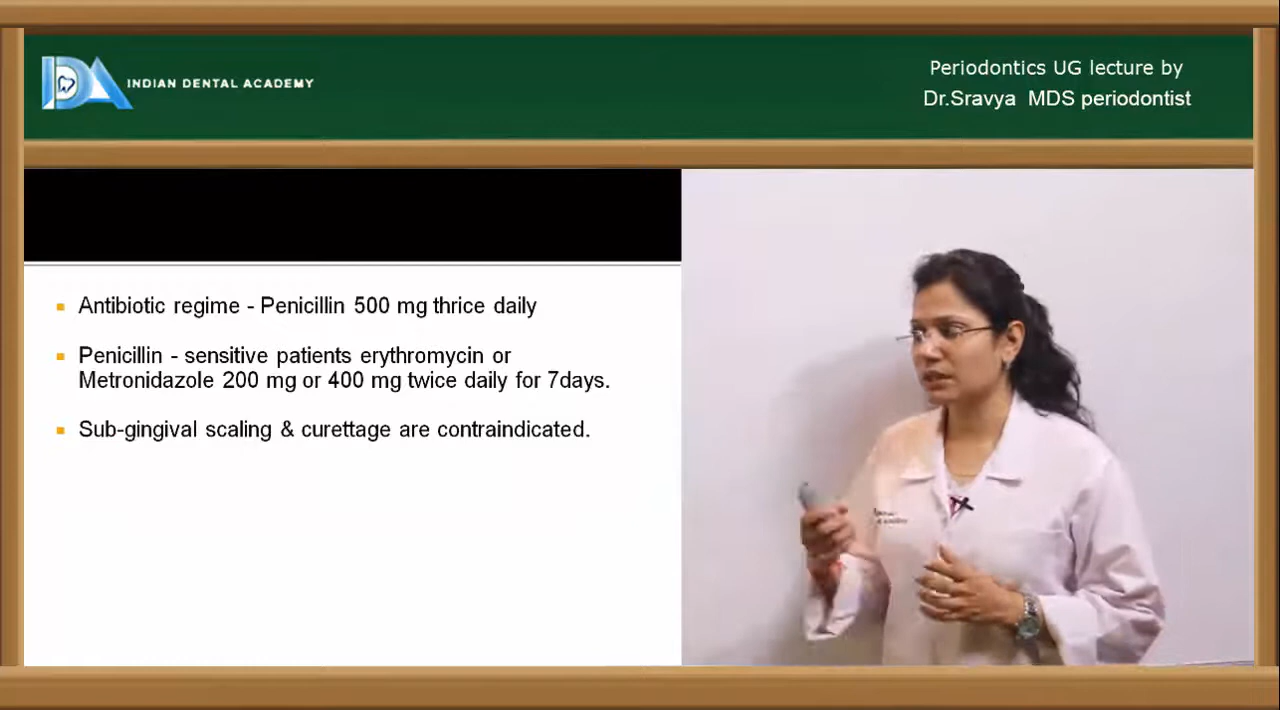 IDA INDIAN DENTAL ACADEMY
Periodontics UG lecture by
Dr.Sravya MDS periodontist
Antibiotic regime - Penicillin 500 mg thrice daily
Penicillin - sensitive patients erythromycin or
Metronidazole 200 mg or 400 mg twice daily for 7days.
Sub-gingival scaling & curettage are contraindicated.